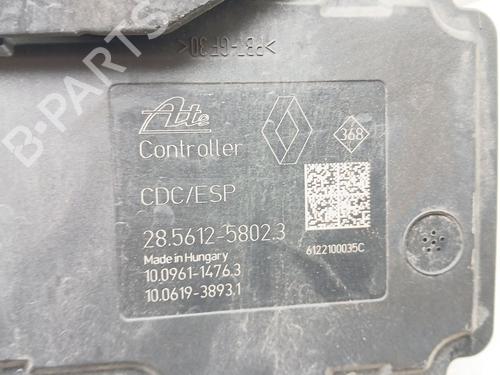 >PBT-GF30<
Ate
Controller
368
CDC/ESP
28.5612-5802.3
Made in Hungary
6122100035C
10.0961-1476.3
10.0619-3893.1
B-PARTS